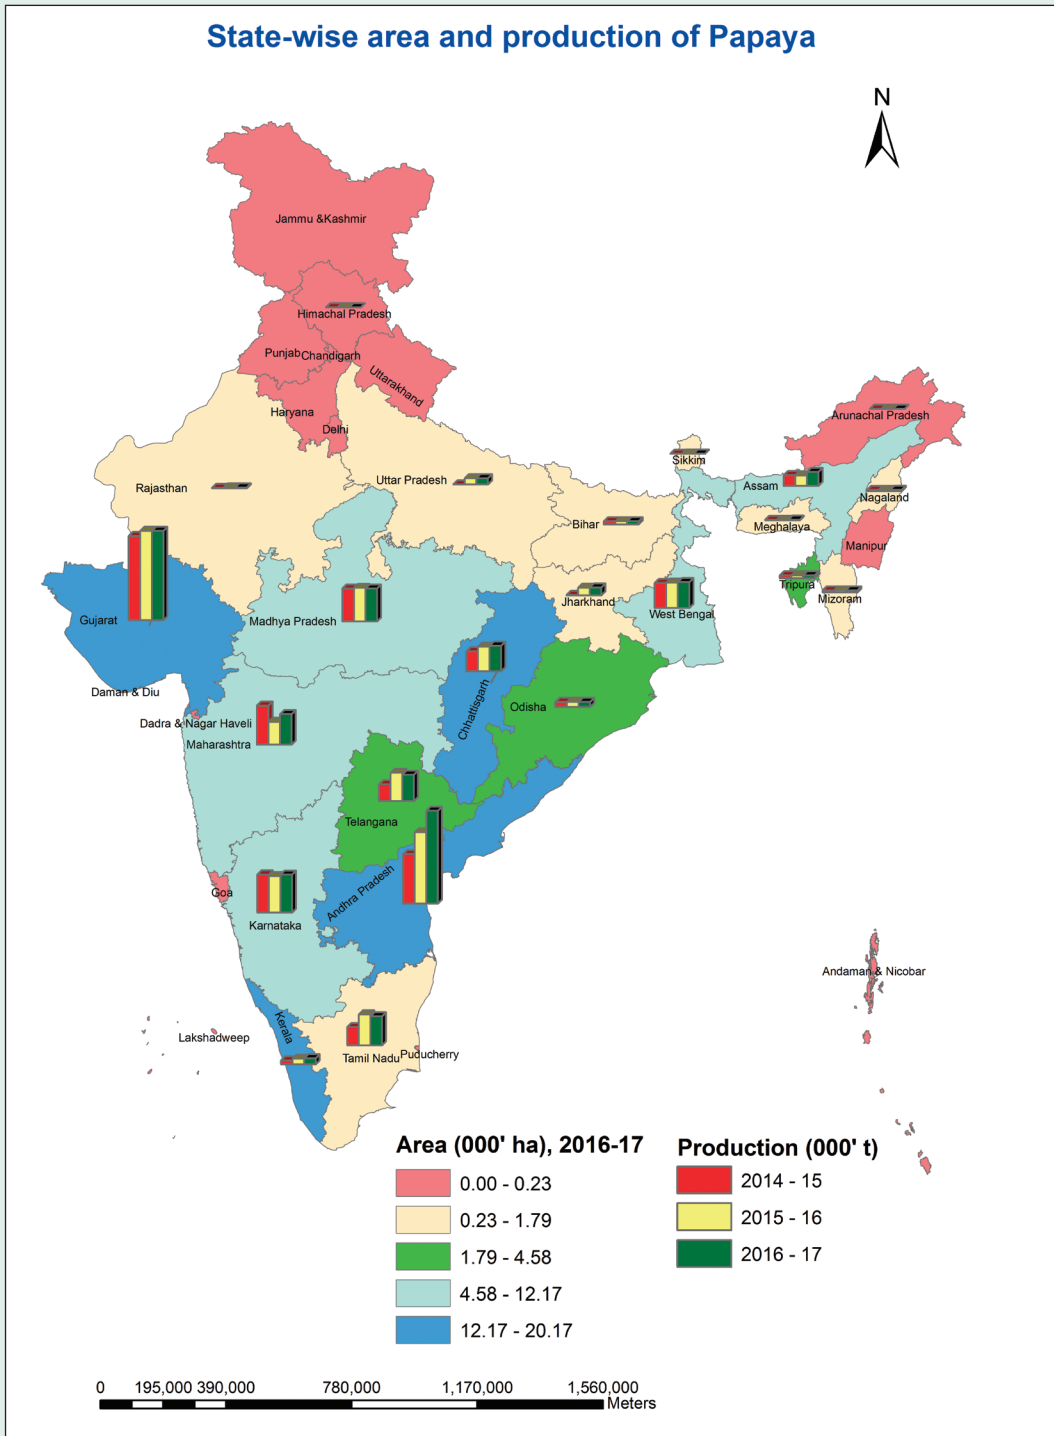 State-wise area and production of Papaya
N
Jammu &Kashmir
Himachal Pradesh
Punjab
Chandigarh
Uttarakhand
Haryana
Delhi
Arunachal Pradesh
Sikkim
Rajasthan
Uttar Pradesh
Assam
Nagaland
Bihar
Meghalaya
Manipur
Tripura
Mizoram
Jharkhand
West Bengal
Gujarat
Madhya Pradesh
Daman & Diu
Chhattisgarh
Odisha
Dadra & Nagar Haveli
Maharashtra
Telangana
Andhra Pradesh
Goa
Karnataka
Andaman & Nicobar
Kerala
Lakshadweep
Tamil Nadu
Puducherry
Area (000' ha), 2016-17
0.00 - 0.23
0.23 - 1.79
1.79 - 4.58
4.58 - 12.17
12.17 - 20.17
Production (000' t)
2014 - 15
2015 - 16
2016 - 17
0 195,000 390,000 780,000 1,170,000 1,560,000
Meters